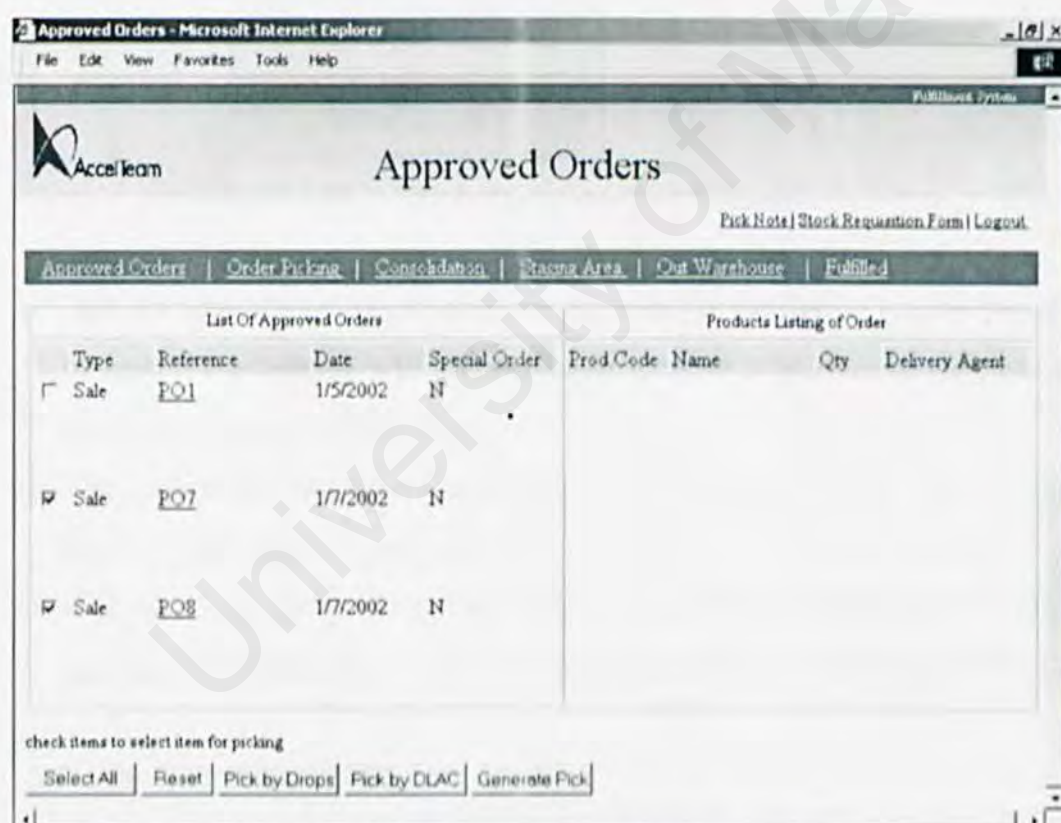 Approved Orders - Microsoft Internet Explorer
File Edit View Favorites Tools Help
Fulfillment System
AccelTeam
Approved Orders
Pick Note | Stock Requisition Form | Logout
Approved Orders | Order Picking | Consolidation | Staging Area | Out Warehouse | Fulfilled
List Of Approved Orders
Products Listing of Order
Type Reference Date Special Order Prod Code Name Qty Delivery Agent
Sale PO1 1/5/2002 N
Sale PO7 1/7/2002 N
Sale PO8 1/7/2002 N
check items to select item for picking
Select All Reset Pick by Drops Pick by DLAC Generate Pick
University of Ma